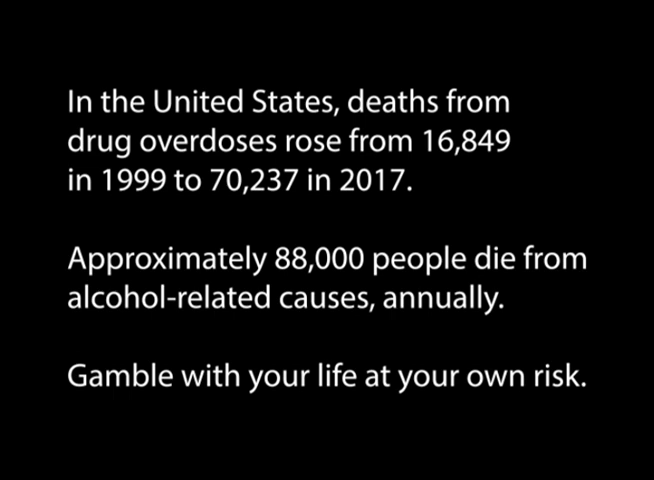 In the United States, deaths from
drug overdoses rose from 16,849
in 1999 to 70,237 in 2017.
Approximately 88,000 people die from
alcohol-related causes, annually.
Gamble with your life at your own risk.